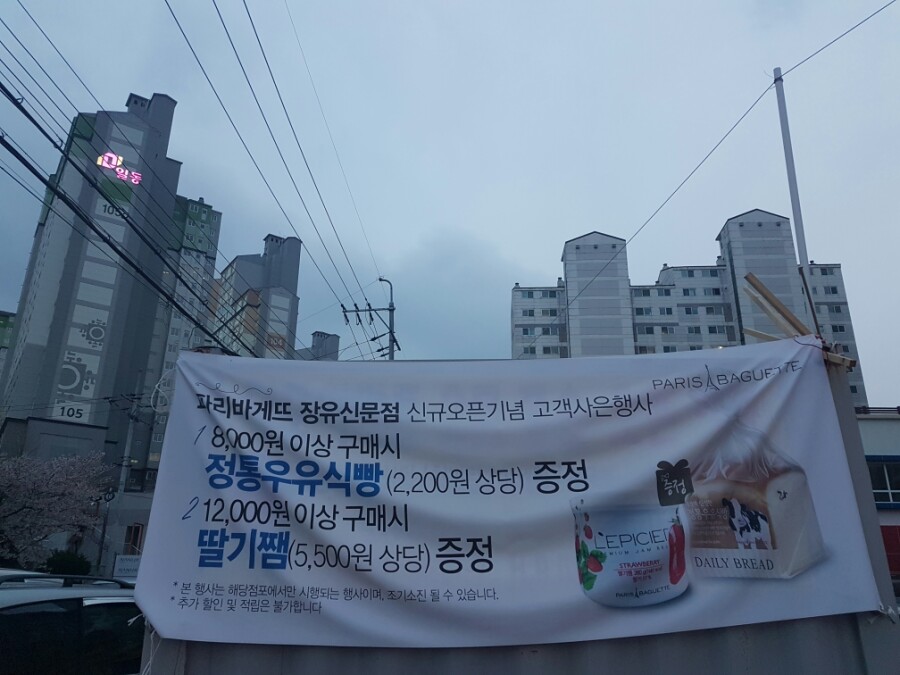 일동
105
105
104
PARIS BAGUETTE
파리바게뜨 장유신문점 신규오픈기념 고객사은행사
1 8,000원 이상 구매시
정통우유식빵 (2,200원 상당) 증정
2 12,000원 이상 구매시
딸기쨈(5,500원 상당) 증정
* 본 행사는 해당점포에서만 시행되는 행사이며, 조기소진 될 수 있습니다.
* 추가 할인 및 적립은 불가합니다
증정
L'EPICIER
STRAWBERRY
PARIS BAGUETTE
DAILY BREAD